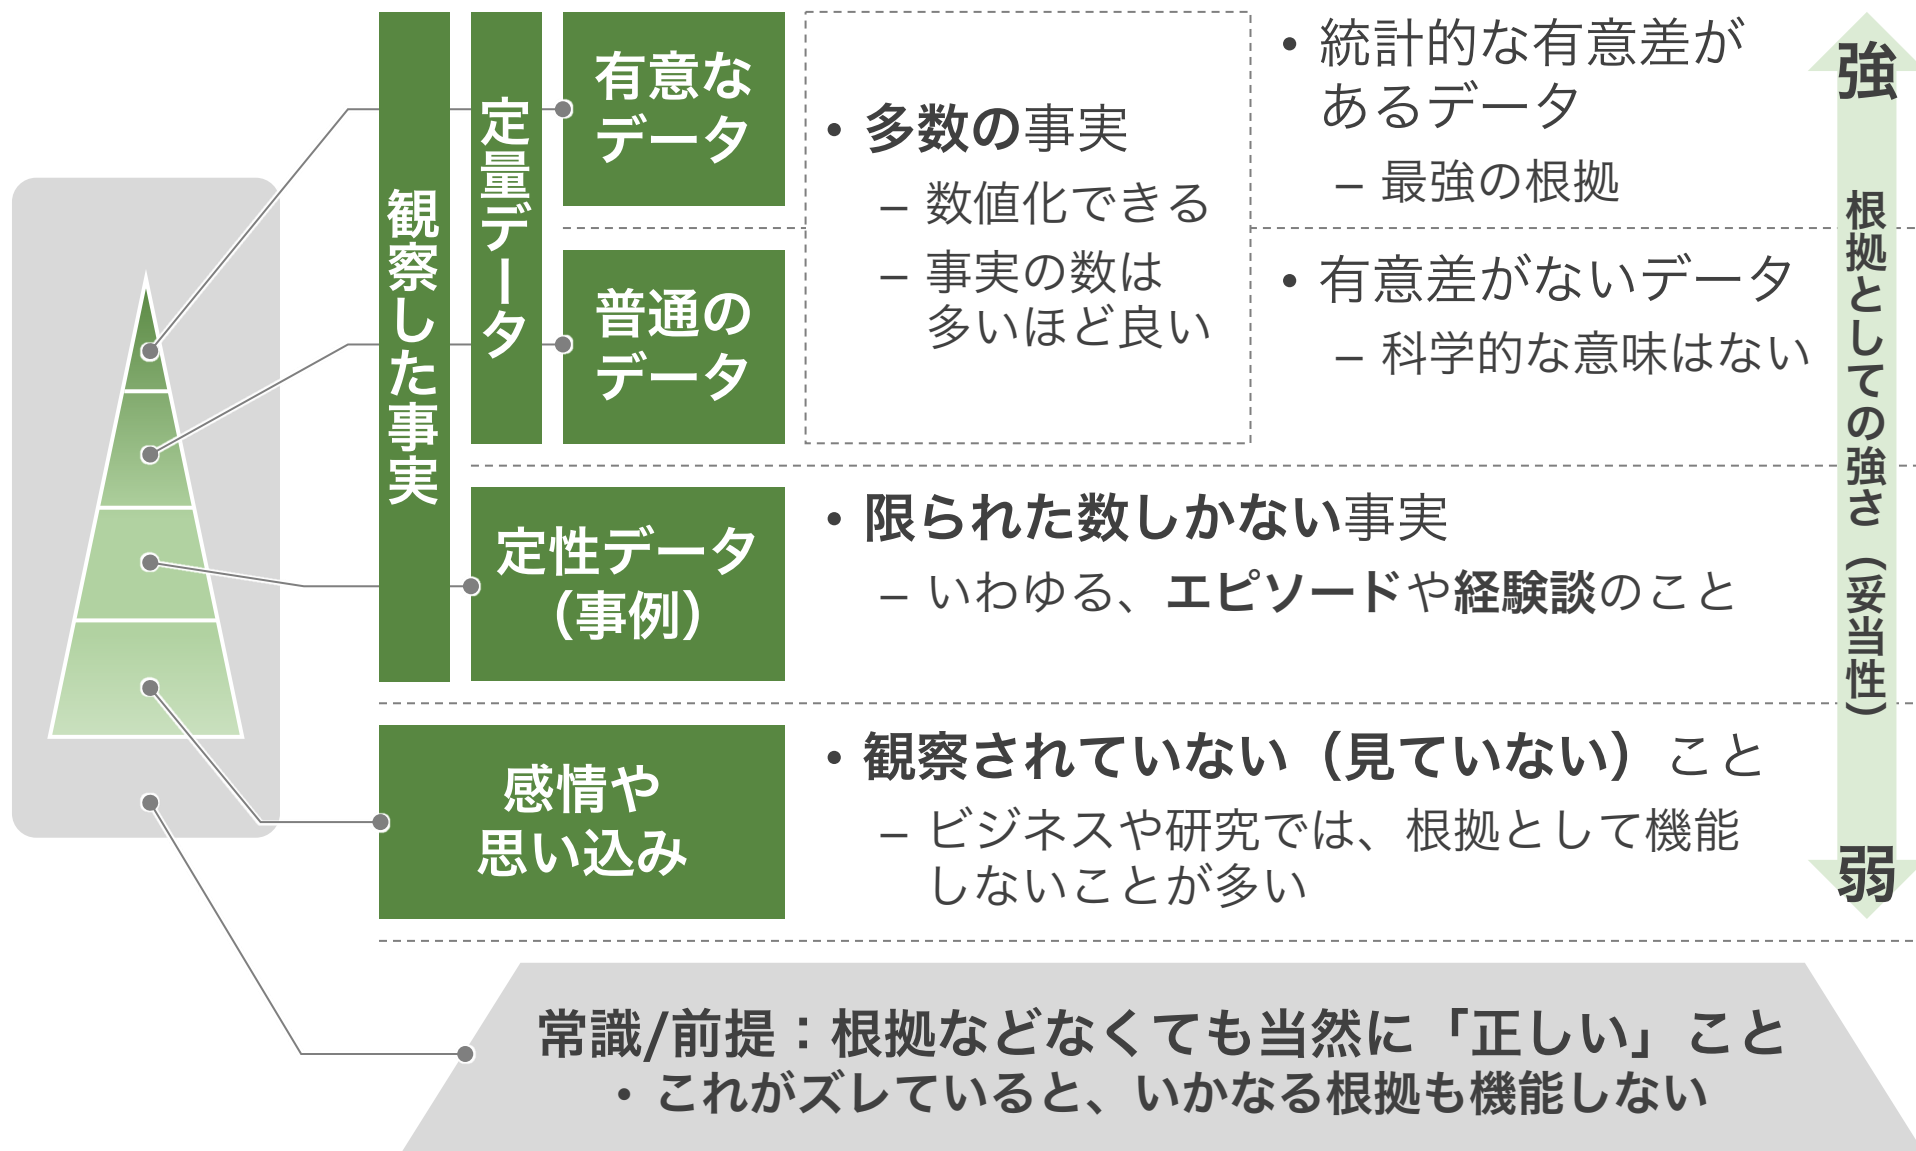 観察した事実
定量データ
有意な
データ
普通の
データ
• 多数の事実
– 数値化できる
– 事実の数は
多いほど良い
• 統計的な有意差が
あるデータ
– 最強の根拠
• 有意差がないデータ
– 科学的な意味はない
定性データ
（事例）
• 限られた数しかない事実
– いわゆる、エピソードや経験談のこと
感情や
思い込み
• 観察されていない（見ていない）こと
– ビジネスや研究では、根拠として機能
しないことが多い
強
根拠としての強さ（妥当性）
弱
常識/前提：根拠などなくても当然に「正しい」こと
• これがズレていると、いかなる根拠も機能しない